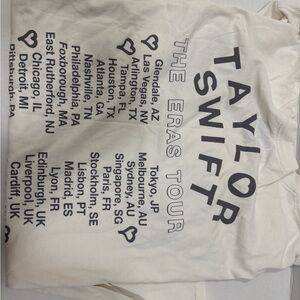 TAYLOR
SWIFT
THE ERAS TOUR
Glendale, AZ
Las Vegas, NV
Arlington, TX
Tampa, FL
Houston, TX
Atlanta, GA
Nashville, TN
Philadelphia, PA
Foxborough, MA
East Rutherford, NJ
Chicago, IL
Detroit, MI
Pittsburgh, PA
Tokyo, JP
Melbourne, AU
Sydney, AU
Singapore, SG
Paris, FR
Stockholm, SE
Lisbon, PT
Madrid, ES
Lyon, FR
Edinburgh, UK
Liverpool, UK
Cardiff, UK